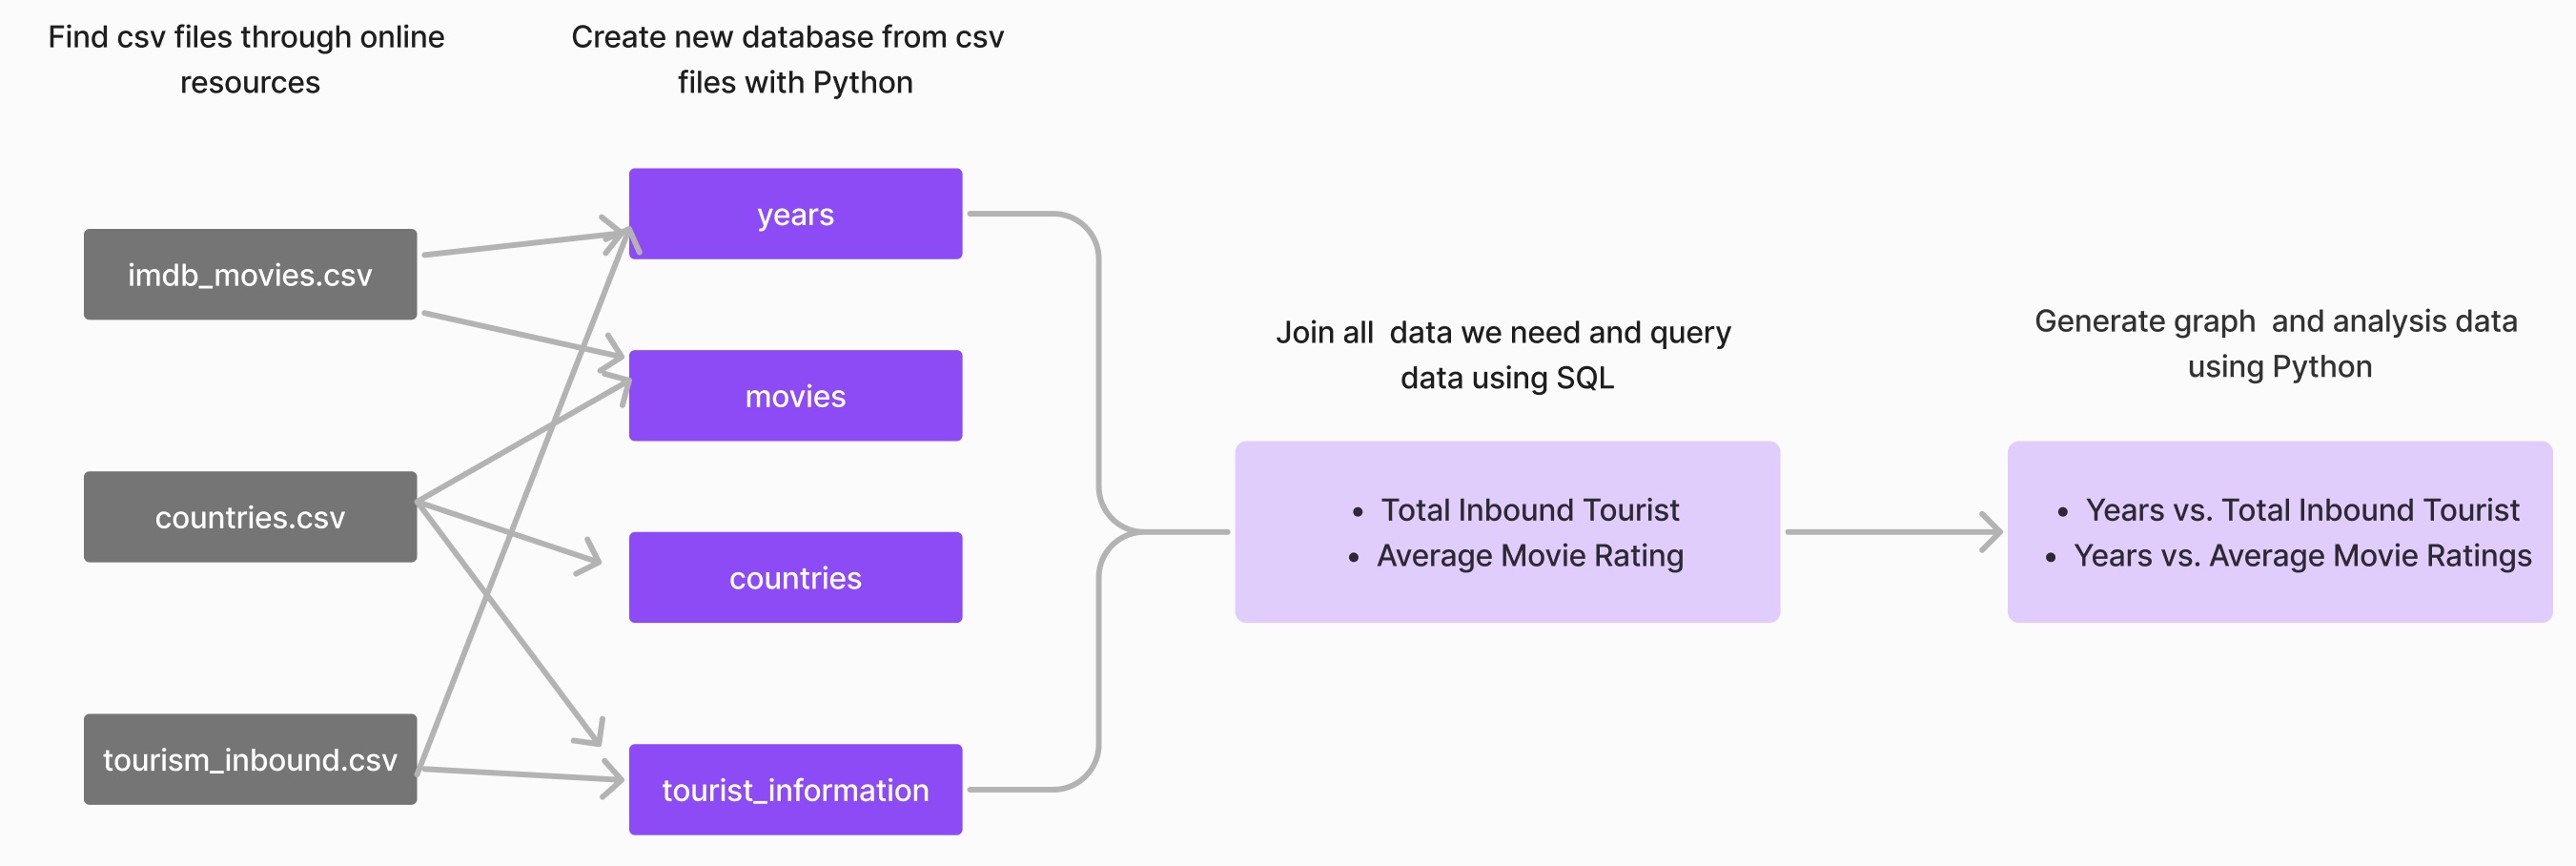 Find csv files through online
resources
Create new database from csv
files with Python
years
imdb_movies.csv
movies
countries.csv
countries
tourism_inbound.csv
tourist_information
Join all  data we need and query
data using SQL
• Total Inbound Tourist
• Average Movie Rating
Generate graph  and analysis data
using Python
• Years vs. Total Inbound Tourist
• Years vs. Average Movie Ratings